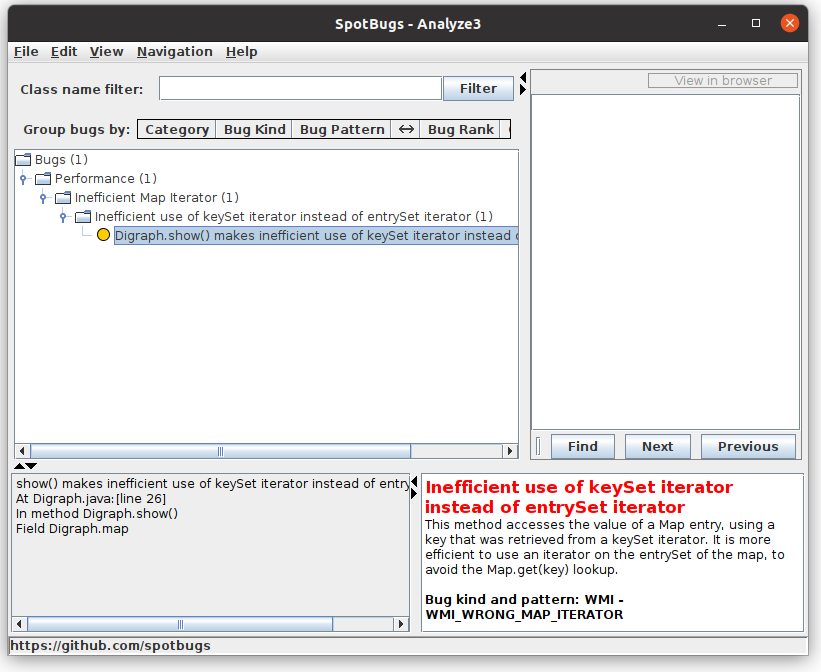 SpotBugs - Analyze3
File Edit View Navigation Help
Class name filter:
Filter
View in browser
Group bugs by:
Category
Bug Kind
Bug Pattern
Bug Rank
Bugs (1)
Performance (1)
Inefficient Map Iterator (1)
Inefficient use of keySet iterator instead of entrySet iterator (1)
Digraph.show() makes inefficient use of keySet iterator instead
Find
Next
Previous
show() makes inefficient use of keySet iterator instead of entry
At Digraph.java:[line 26]
In method Digraph.show()
Field Digraph.map
Inefficient use of keySet iterator
instead of entrySet iterator
This method accesses the value of a Map entry, using a
key that was retrieved from a keySet iterator. It is more
efficient to use an iterator on the entrySet of the map, to
avoid the Map.get(key) lookup.
Bug kind and pattern: WMI -
WMI_WRONG_MAP_ITERATOR
https://github.com/spotbugs